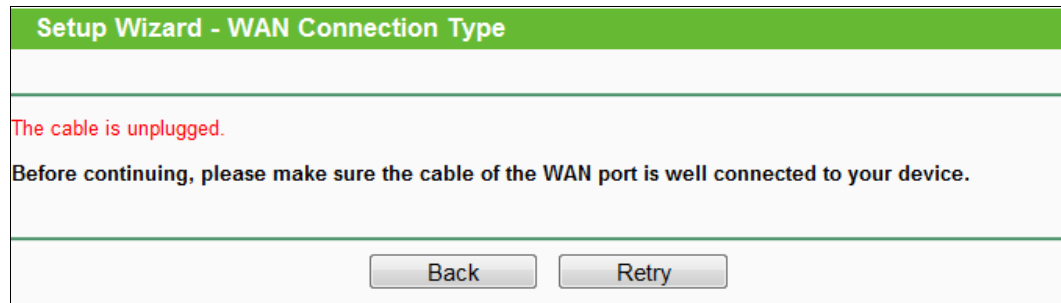 Setup Wizard - WAN Connection Type
The cable is unplugged.
Before continuing, please make sure the cable of the WAN port is well connected to your device.
Back Retry